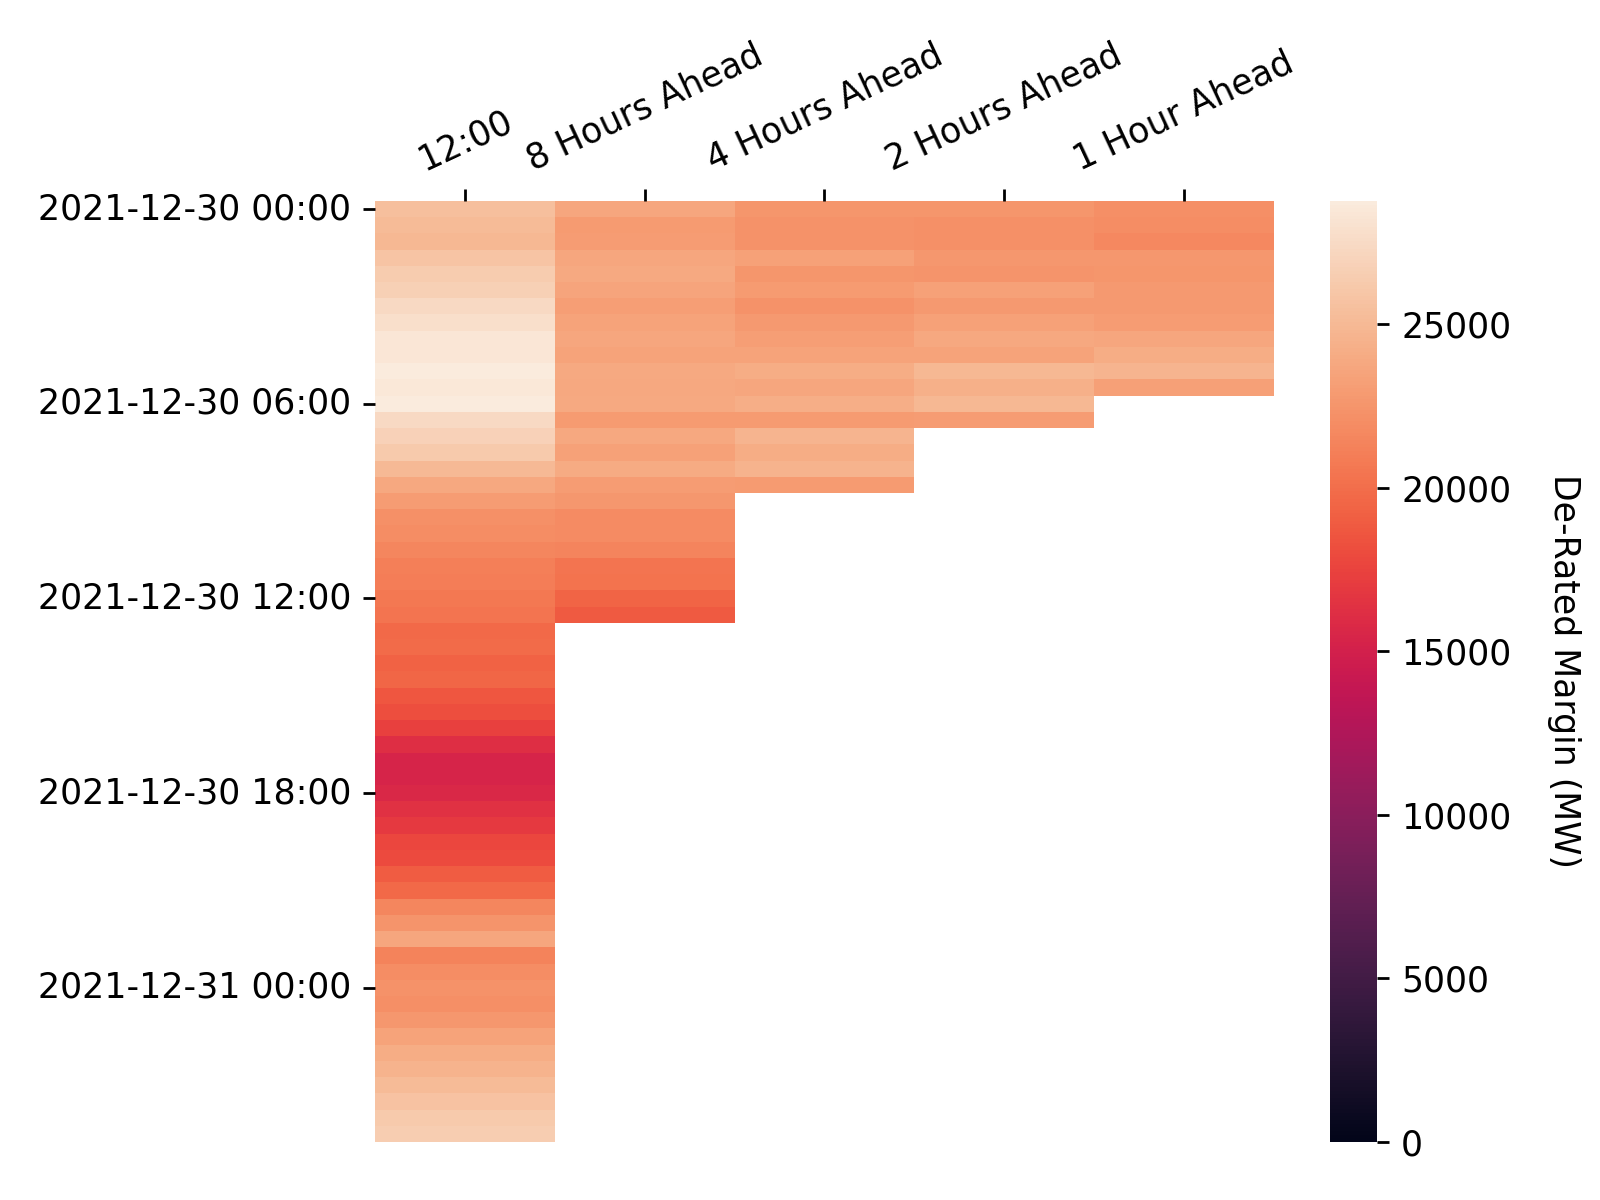 12:00
8 Hours Ahead
4 Hours Ahead
2 Hours Ahead
1 Hour Ahead
2021-12-30 00:00
2021-12-30 06:00
2021-12-30 12:00
2021-12-30 18:00
2021-12-31 00:00
25000
20000
15000
10000
5000
0
De-Rated Margin (MW)